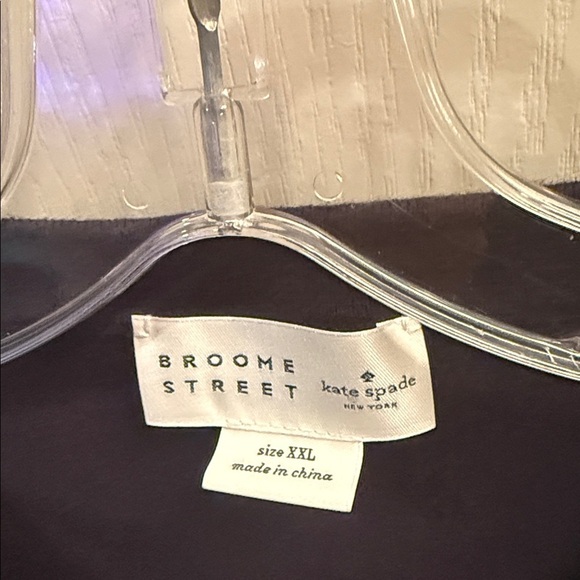 BROOME
STREET
kate spade
NEW YORK
size XXL
made in china